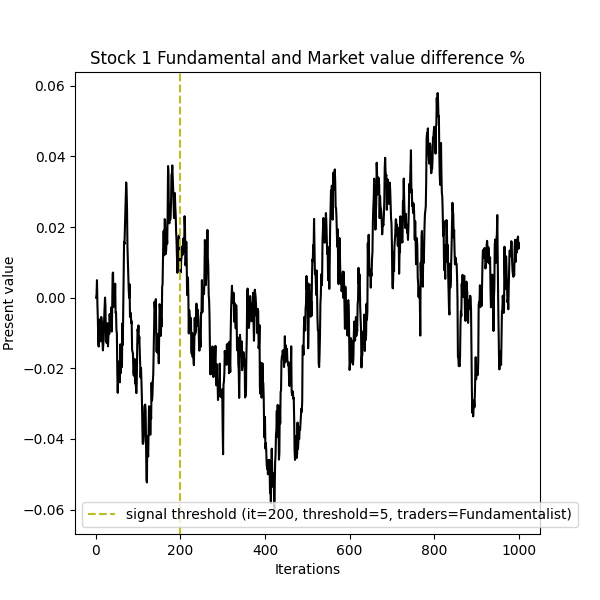 Stock 1 Fundamental and Market value difference %
0.06
0.04
0.02
0.00
−0.02
−0.04
−0.06
Present value
signal threshold (it=200, threshold=5, traders=Fundamentalist)
0 200 400 600 800 1000
Iterations